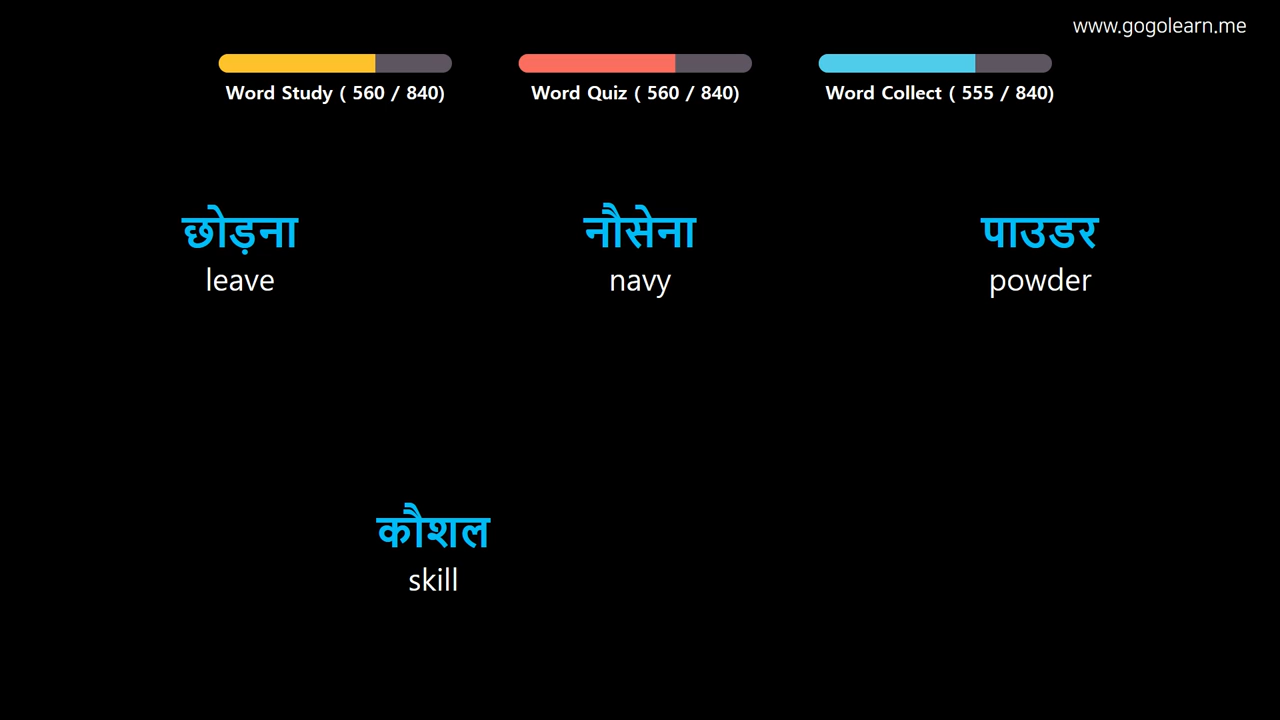 www.gogolearn.me
Word Study ( 560 / 840)
Word Quiz ( 560 / 840)
Word Collect ( 555 / 840)
छोड़ना
leave
नौसेना
navy
पाउडर
powder
कौशल
skill